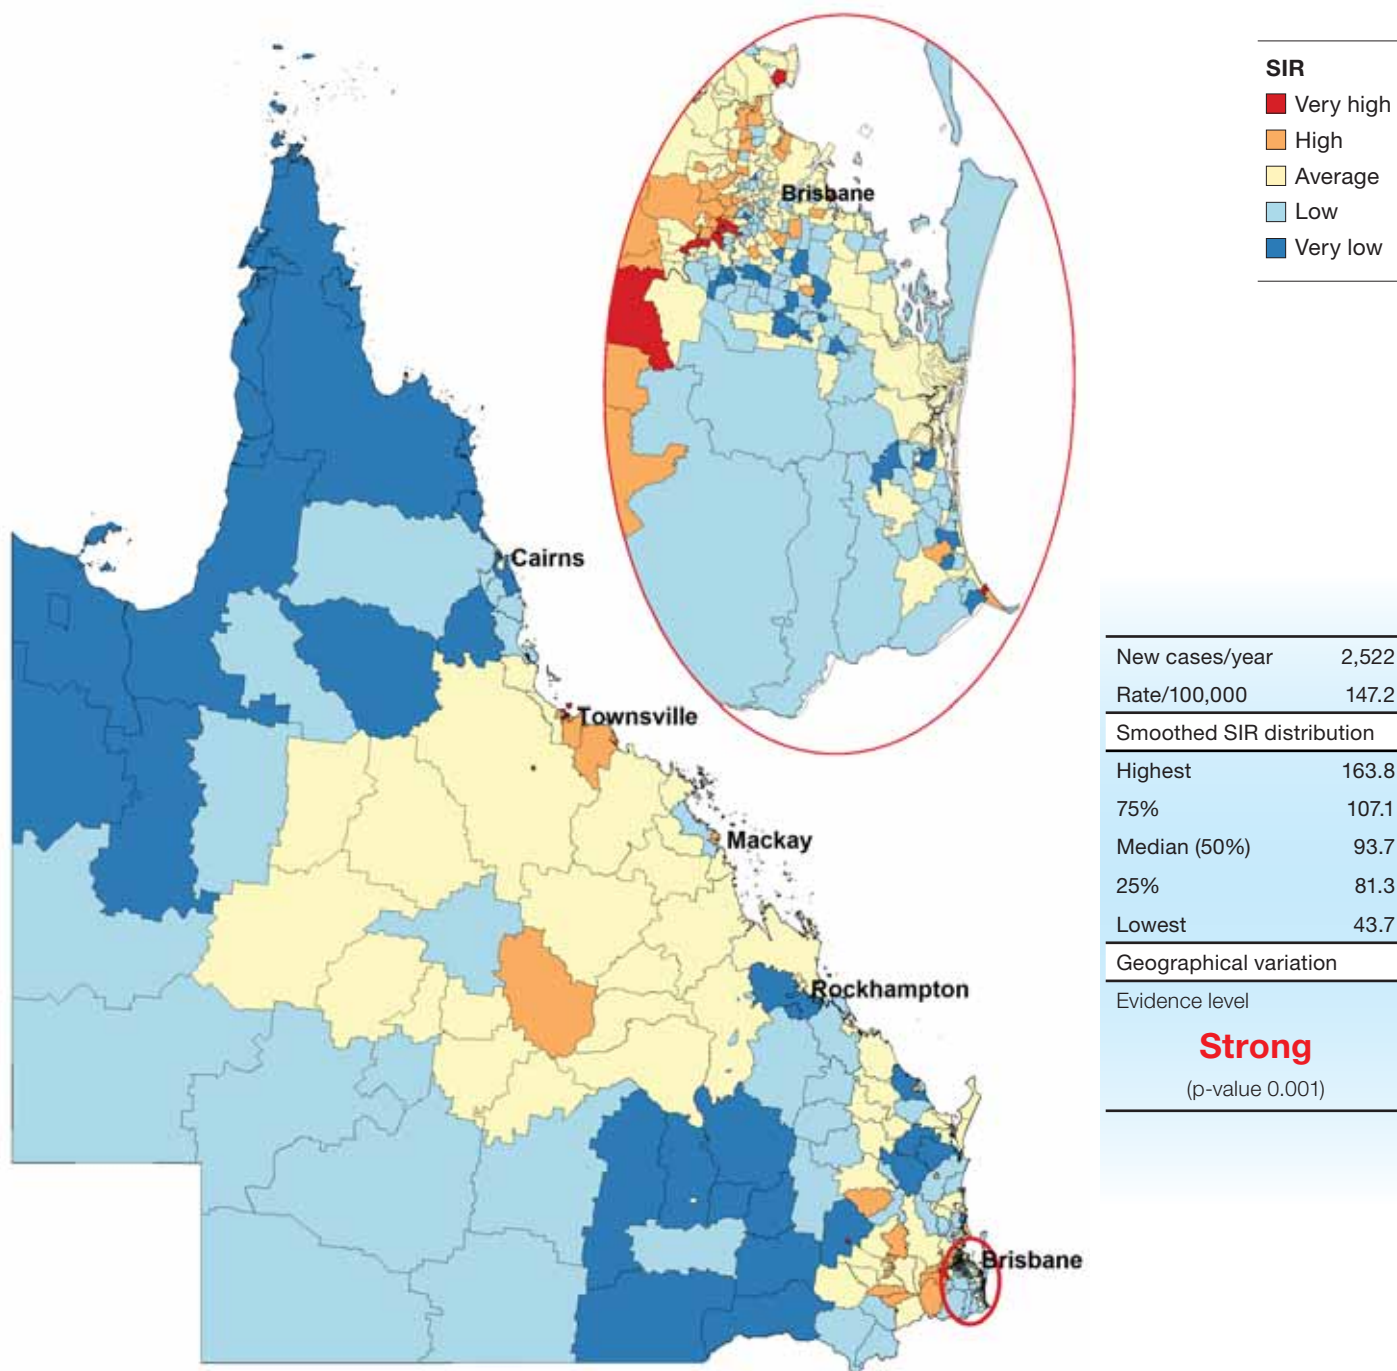 SIR
Very high
High
Average
Low
Very low
Brisbane
Cairns
Townsville
Mackay
Rockhampton
Brisbane
New cases/year 2,522
Rate/100,000 147.2
Smoothed SIR distribution
Highest 163.8
75% 107.1
Median (50%) 93.7
25% 81.3
Lowest 43.7
Geographical variation
Evidence level
Strong
(p-value 0.001)